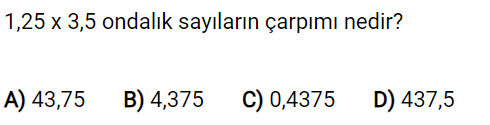 1,25 x 3,5 ondalık sayıların çarpımı nedir?
A) 43,75 B) 4,375 C) 0,4375 D) 437,5